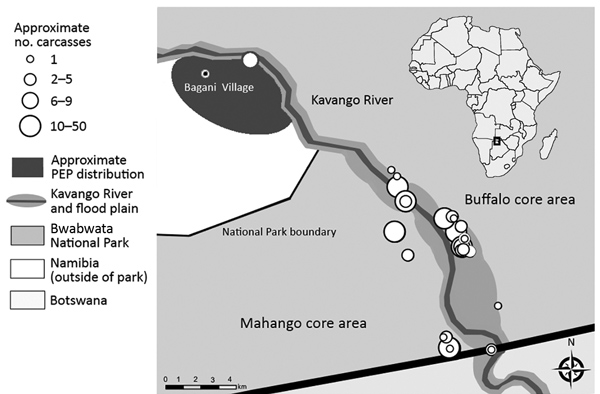 Approximate
no. carcasses
1
2–5
6–9
10–50
Approximate
PEP distribution
Kavango River
and flood plain
Bwabwata
National Park
Namibia
(outside of park)
Botswana
Bagani Village
Kavango River
Buffalo core area
National Park boundary
Mahango core area
0 1 2 3 4
km
N